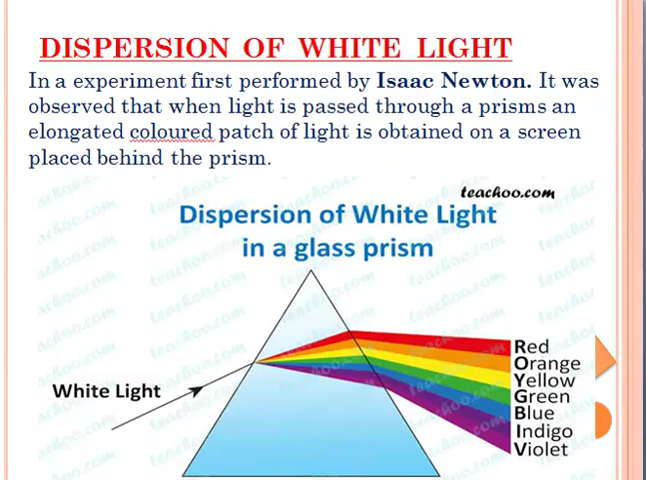 DISPERSION OF WHITE LIGHT
In a experiment first performed by Isaac Newton. It was
observed that when light is passed through a prisms an
elongated coloured patch of light is obtained on a screen
placed behind the prism.
teachoo.com
Dispersion of White Light
in a glass prism
White Light
Red
Orange
Yellow
Green
Blue
Indigo
Violet